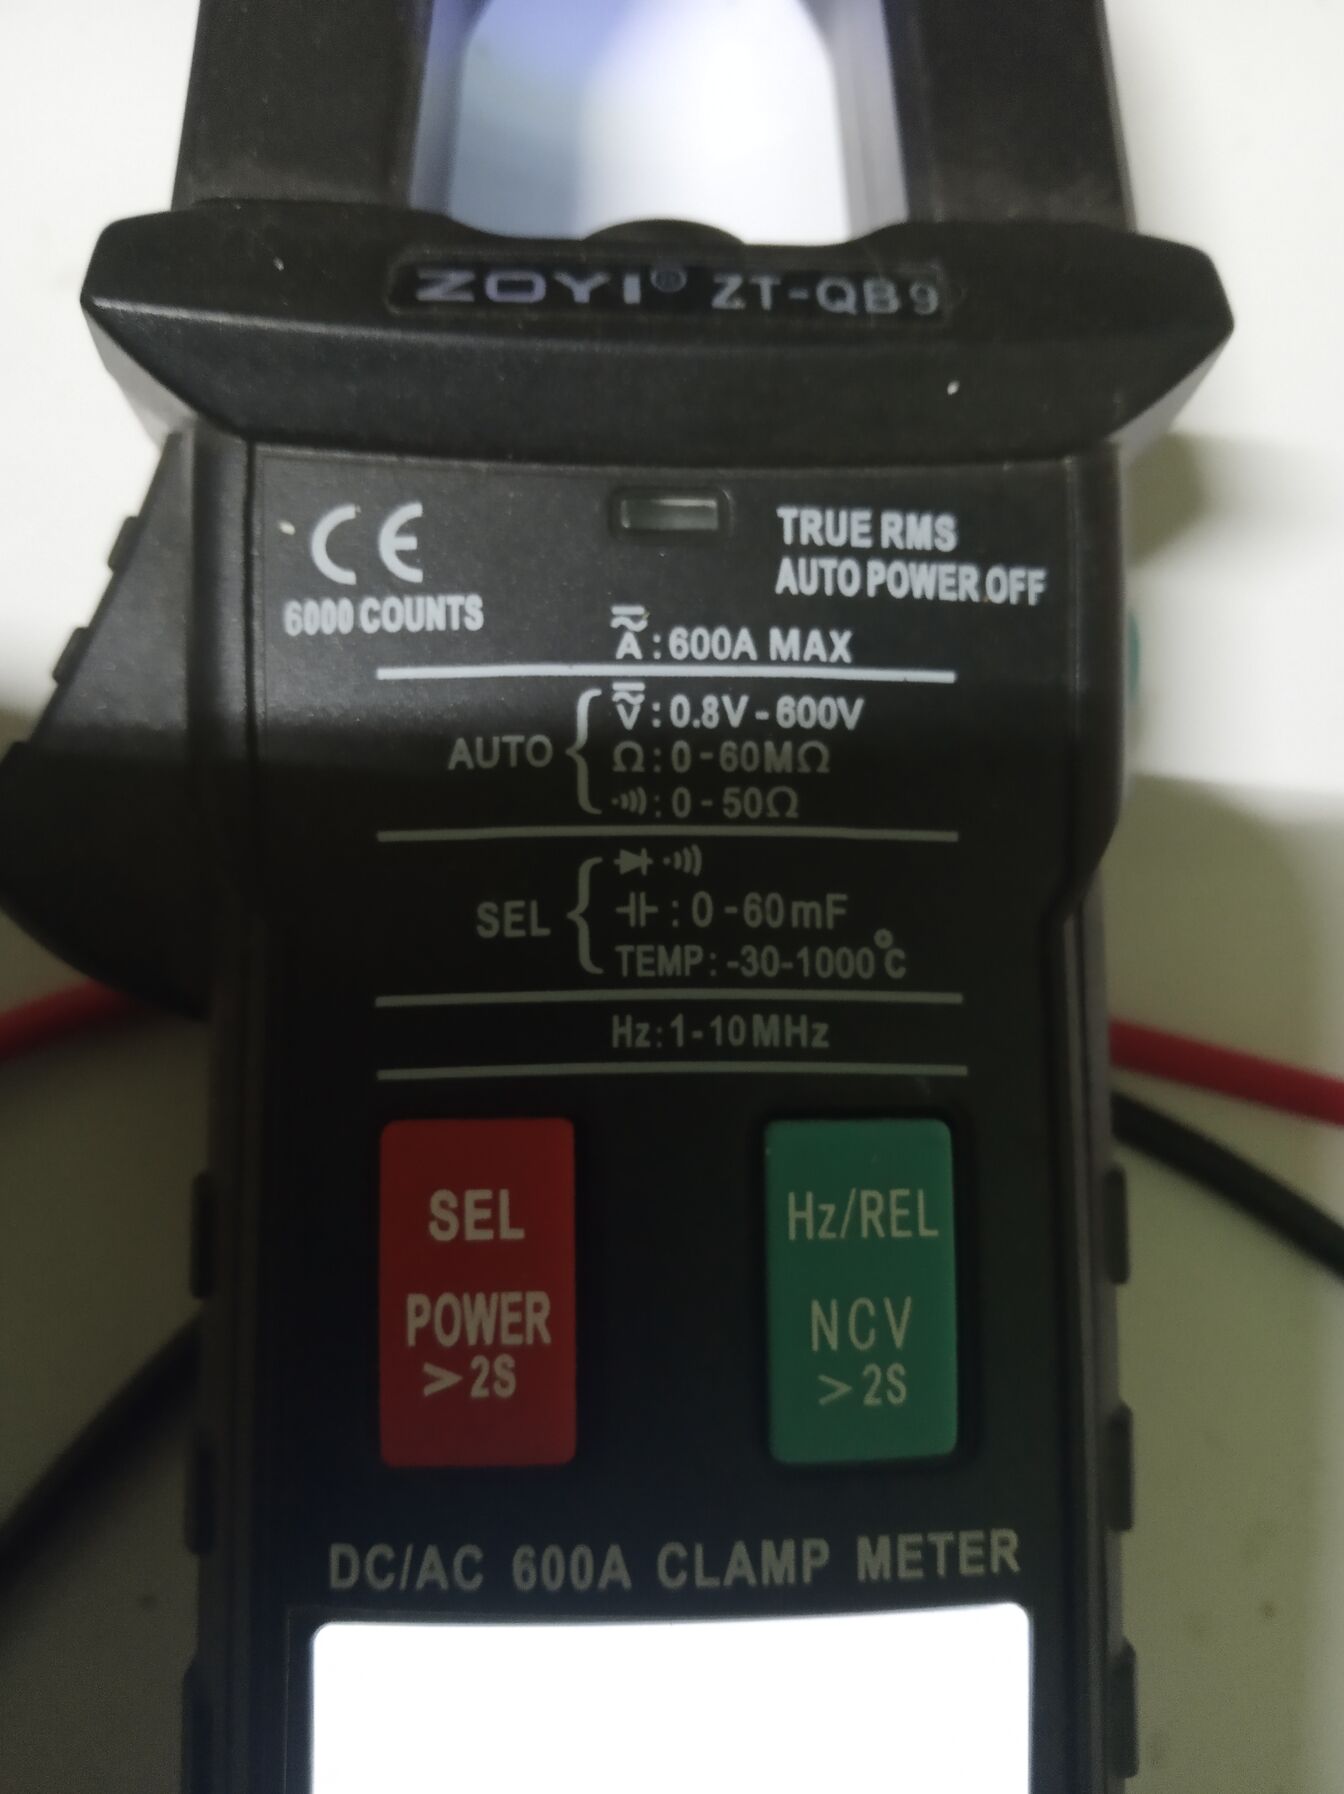 ZOYI® ZT-QB9
CE
TRUE RMS
AUTO POWER OFF
6000 COUNTS
A : 600A MAX
AUTO
V : 0.8V - 600V
Ω : 0 - 60MΩ
: 0 - 50Ω
SEL
: 0 - 60mF
TEMP: -30-1000°C
Hz: 1-10MHz
SEL
POWER
> 2S
Hz/REL
NCV
> 2S
DC/AC 600A CLAMP METER